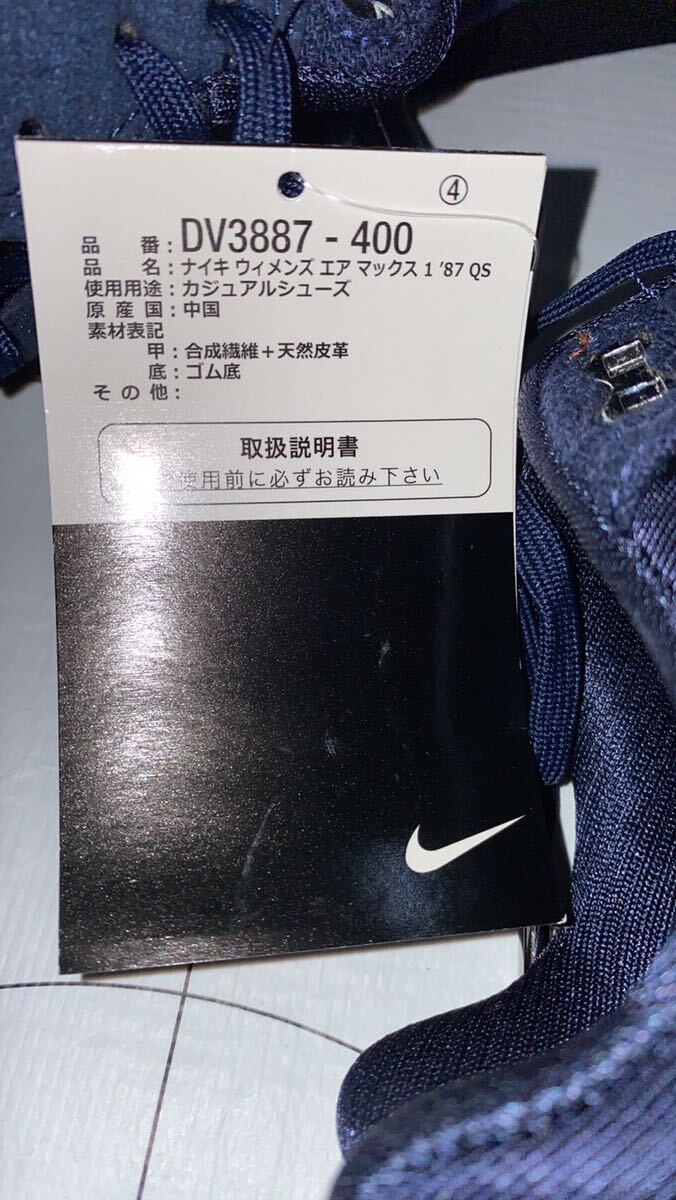 ④
品番：DV3887 - 400
品名：ナイキ ウィメンズ エア マックス 1 ’87 QS
使用用途：カジュアルシューズ
原産国：中国
素材表記
甲：合成繊維＋天然皮革
底：ゴム底
その他：
取扱説明書
使用前に必ずお読み下さい